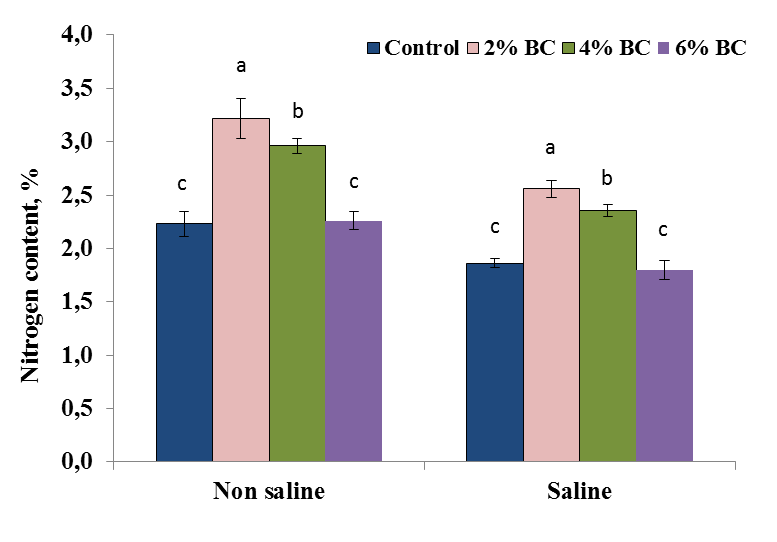 4,0
Control 2% BC 4% BC 6% BC
3,5
a
b
3,0
a
c
c
b
2,5
c
c
2,0
1,5
1,0
0,5
0,0
Nitrogen content, %
Non saline
Saline